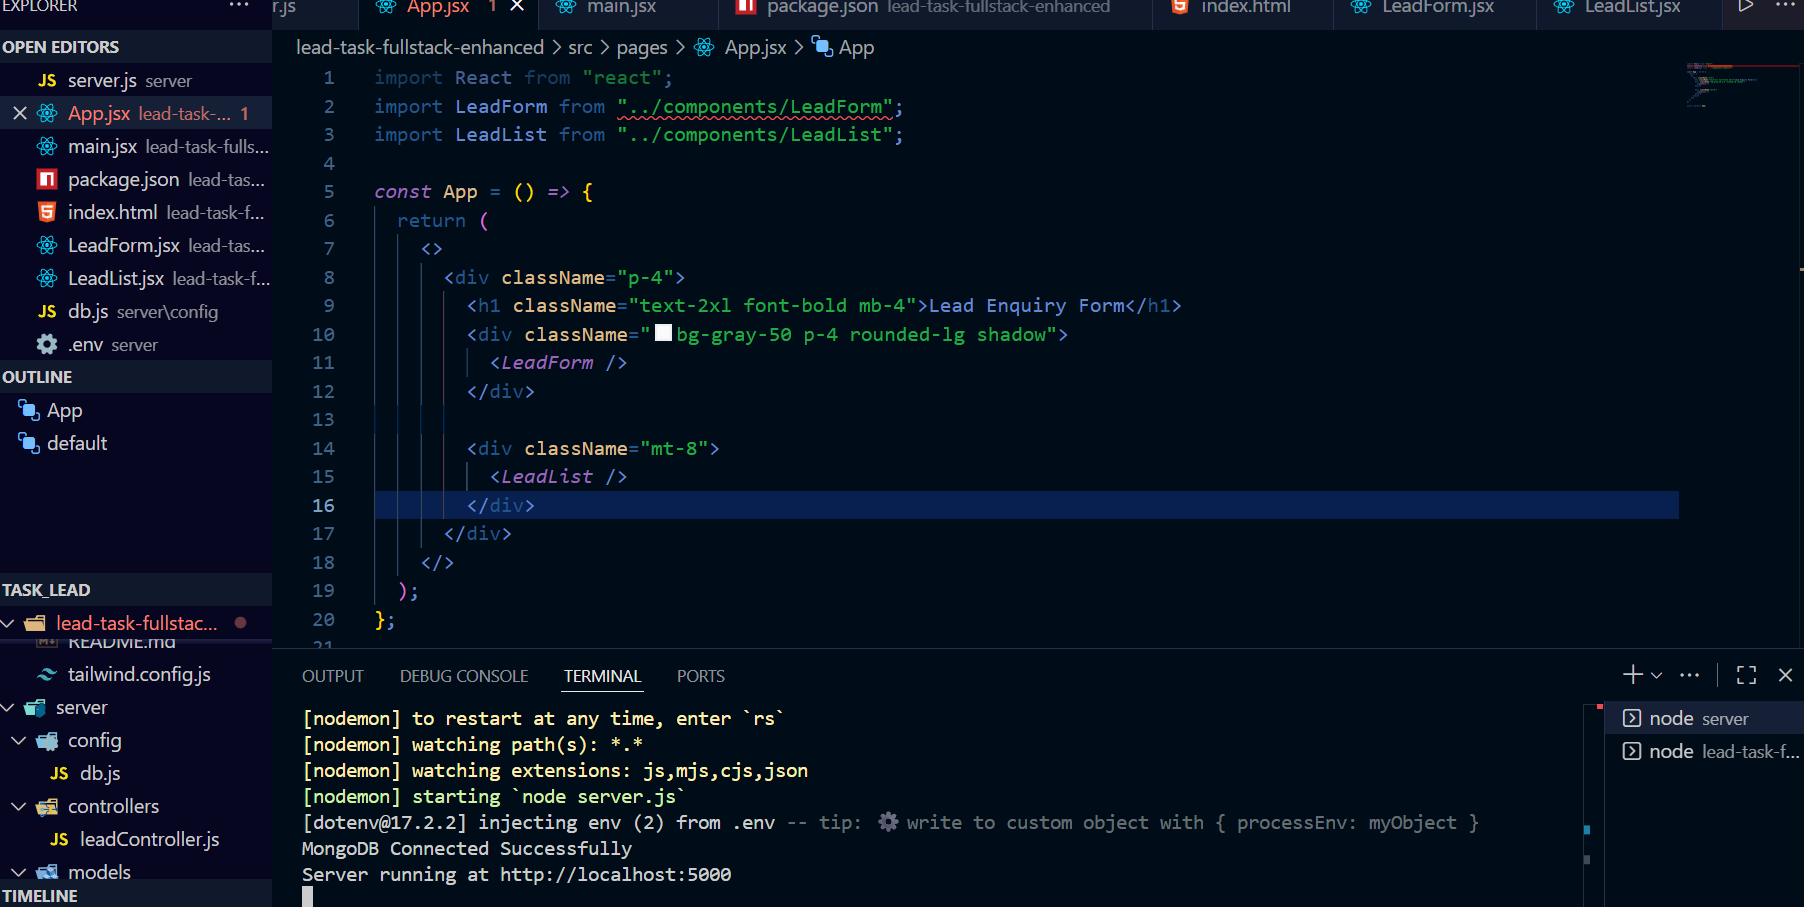 EXPLORER ···
OPEN EDITORS
JS server.js server
App.jsx lead-task-... 1
main.jsx lead-task-fulls...
package.json lead-tas...
index.html lead-task-f...
LeadForm.jsx lead-tas...
LeadList.jsx lead-task-f...
JS db.js server\config
.env server
OUTLINE
App
default
TASK_LEAD
lead-task-fullstac...
README.md
tailwind.config.js
server
config
JS db.js
controllers
JS leadController.js
models
TIMELINE
r.js App.jsx 1 main.jsx package.json lead-task-fullstack-enhanced index.html LeadForm.jsx LeadList.jsx ···
lead-task-fullstack-enhanced > src > pages > App.jsx > App
1 import React from "react";
2 import LeadForm from "../components/LeadForm";
3 import LeadList from "../components/LeadList";
4
5 const App = () => {
6 return (
7 <>
8 <div className="p-4">
9 <h1 className="text-2xl font-bold mb-4">Lead Enquiry Form</h1>
10 <div className="bg-gray-50 p-4 rounded-lg shadow">
11 <LeadForm />
12 </div>
13
14 <div className="mt-8">
15 <LeadList />
16 </div>
17 </div>
18 </>
19 );
20 };
21
OUTPUT DEBUG CONSOLE TERMINAL PORTS
[nodemon] to restart at any time, enter `rs`
[nodemon] watching path(s): *.*
[nodemon] watching extensions: js,mjs,cjs,json
[nodemon] starting `node server.js`
[dotenv@17.2.2] injecting env (2) from .env -- tip: ⚙️ write to custom object with { processEnv: myObject }
MongoDB Connected Successfully
Server running at http://localhost:5000
node server
node lead-task-f...